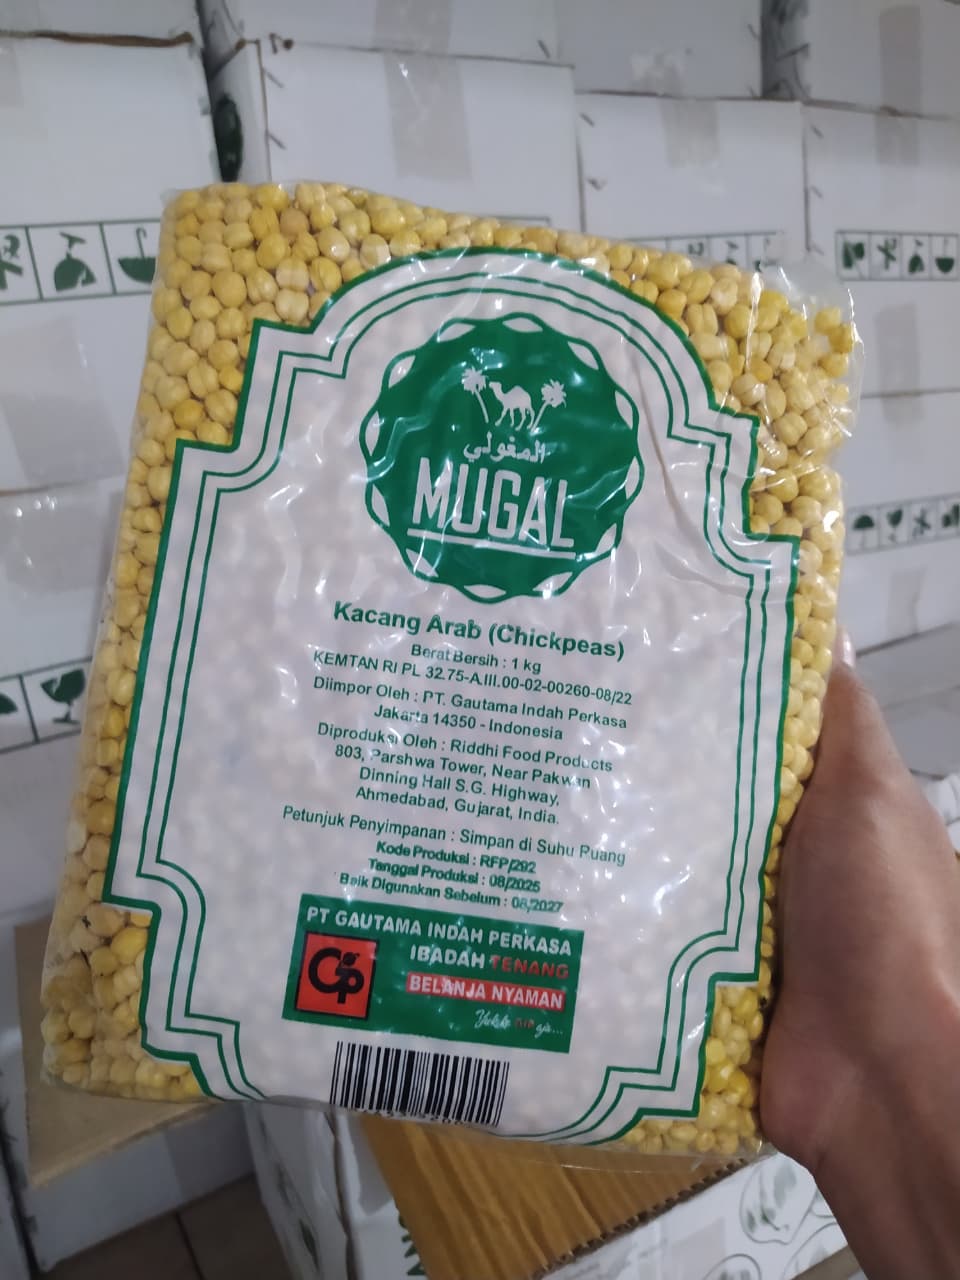 المغولي
MUGAL
Kacang Arab (Chickpeas)
Berat Bersih : 1 kg
KEMTAN RI PL 32.75-A.III.00-02-00260-08/22
Diimpor Oleh : PT. Gautama Indah Perkasa
Jakarta 14350 - Indonesia
Diproduksi Oleh : Riddhi Food Products
803, Parshwa Tower, Near Pakwan
Dinning Hall S.G. Highway,
Ahmedabad, Gujarat, India.
Petunjuk Penyimpanan : Simpan di Suhu Ruang
Kode Produksi : RFP/292
Tanggal Produksi : 08/2025
Baik Digunakan Sebelum : 08/2027
PT GAUTAMA INDAH PERKASA
Gip
IBADAH TENANG
BELANJA NYAMAN